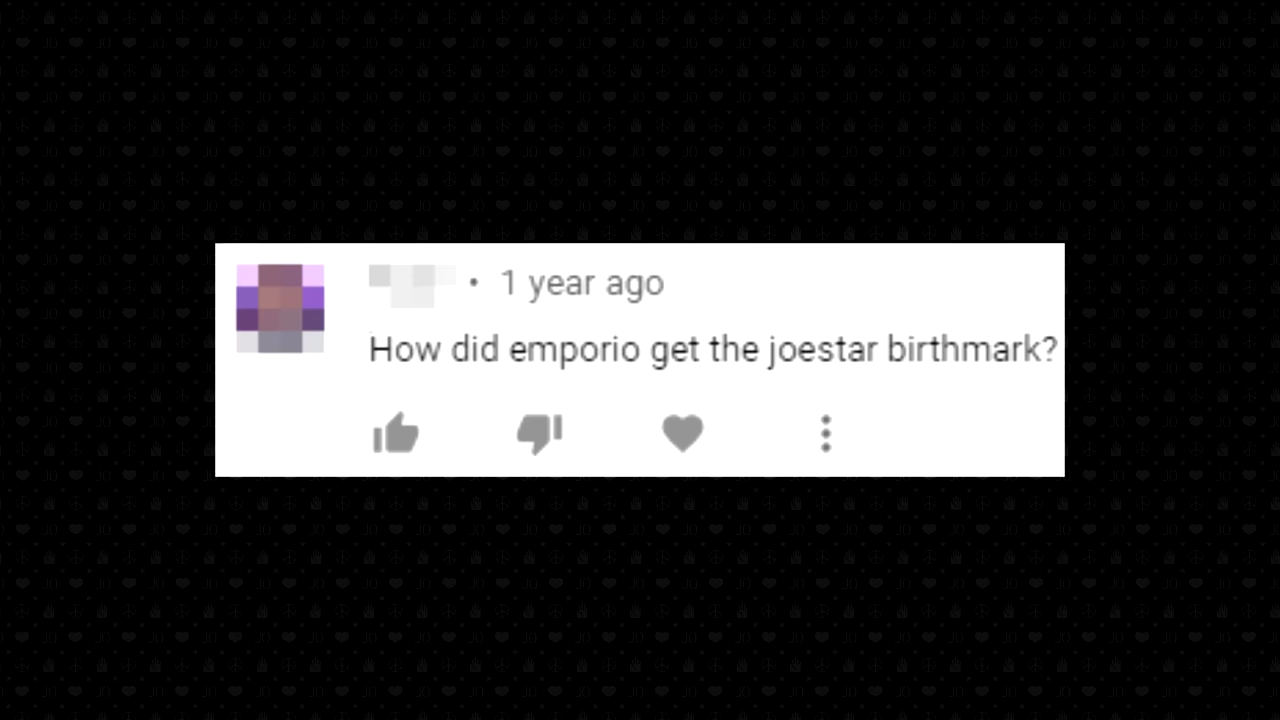 • 1 year ago
How did emporio get the joestar birthmark?